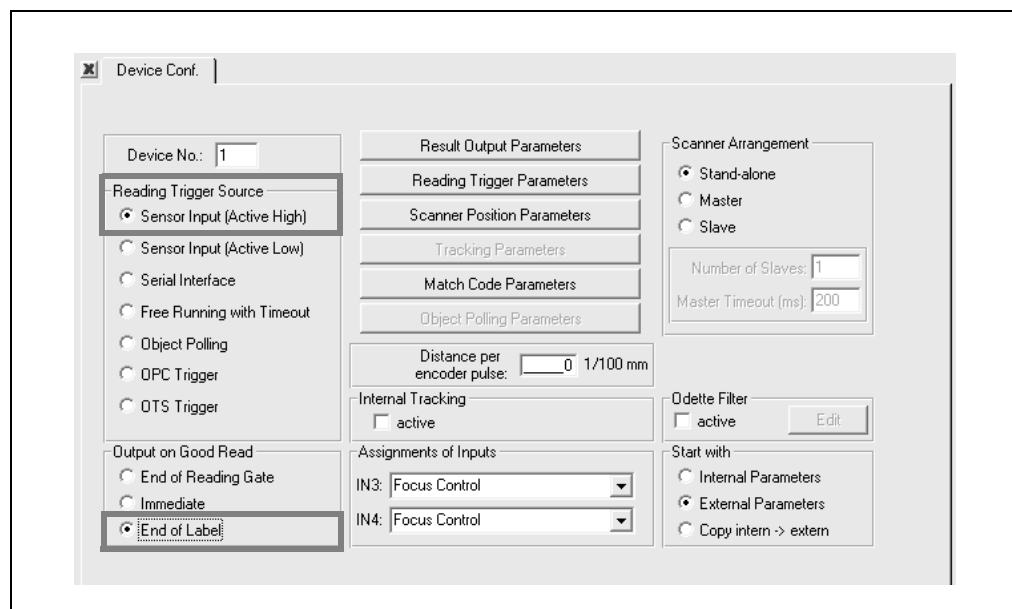 Device Conf.
Device No.: 1
Reading Trigger Source
Sensor Input (Active High)
Sensor Input (Active Low)
Serial Interface
Free Running with Timeout
Object Polling
OPC Trigger
OTS Trigger
Output on Good Read
End of Reading Gate
Immediate
End of Label
Result Output Parameters
Reading Trigger Parameters
Scanner Position Parameters
Tracking Parameters
Match Code Parameters
Object Polling Parameters
Distance per
encoder pulse: 0 1/100 mm
Internal Tracking
active
Assignments of Inputs
IN3: Focus Control
IN4: Focus Control
Scanner Arrangement
Stand-alone
Master
Slave
Number of Slaves: 1
Master Timeout (ms): 200
Odette Filter
active Edit
Start with
Internal Parameters
External Parameters
Copy intern -> extern